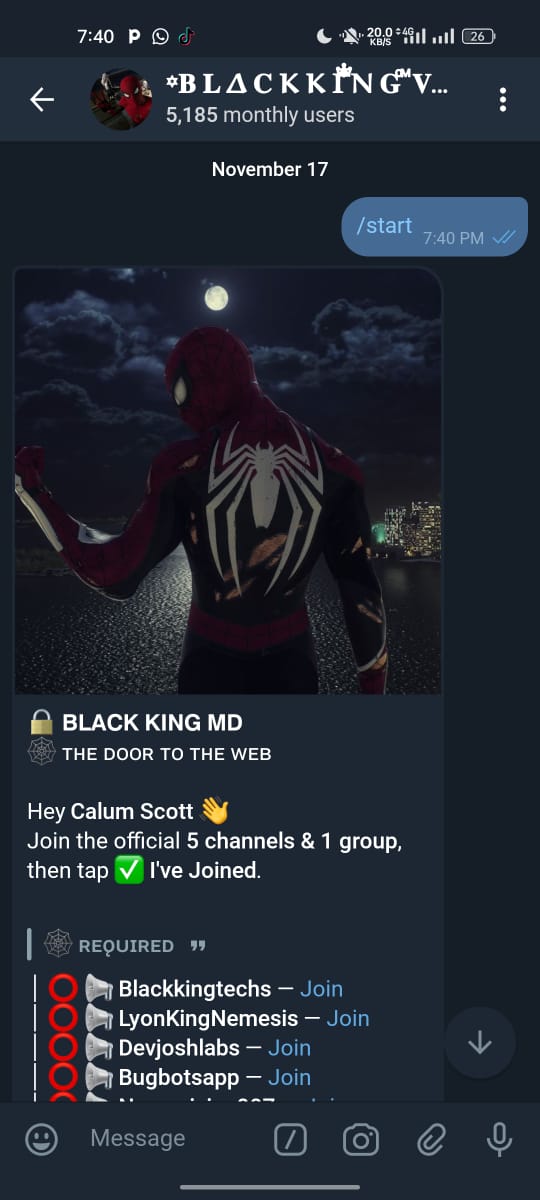 7:40
20.0 4G
KB/S
26
*BLΔCKKING V...
5,185 monthly users
November 17
/start
7:40 PM
BLACK KING MD
THE DOOR TO THE WEB
Hey Calum Scott 👋
Join the official 5 channels & 1 group,
then tap ✅ I've Joined.
REQUIRED
Blackkingtechs — Join
LyonKingNemesis — Join
Devjoshlabs — Join
Bugbotsapp — Join
Message